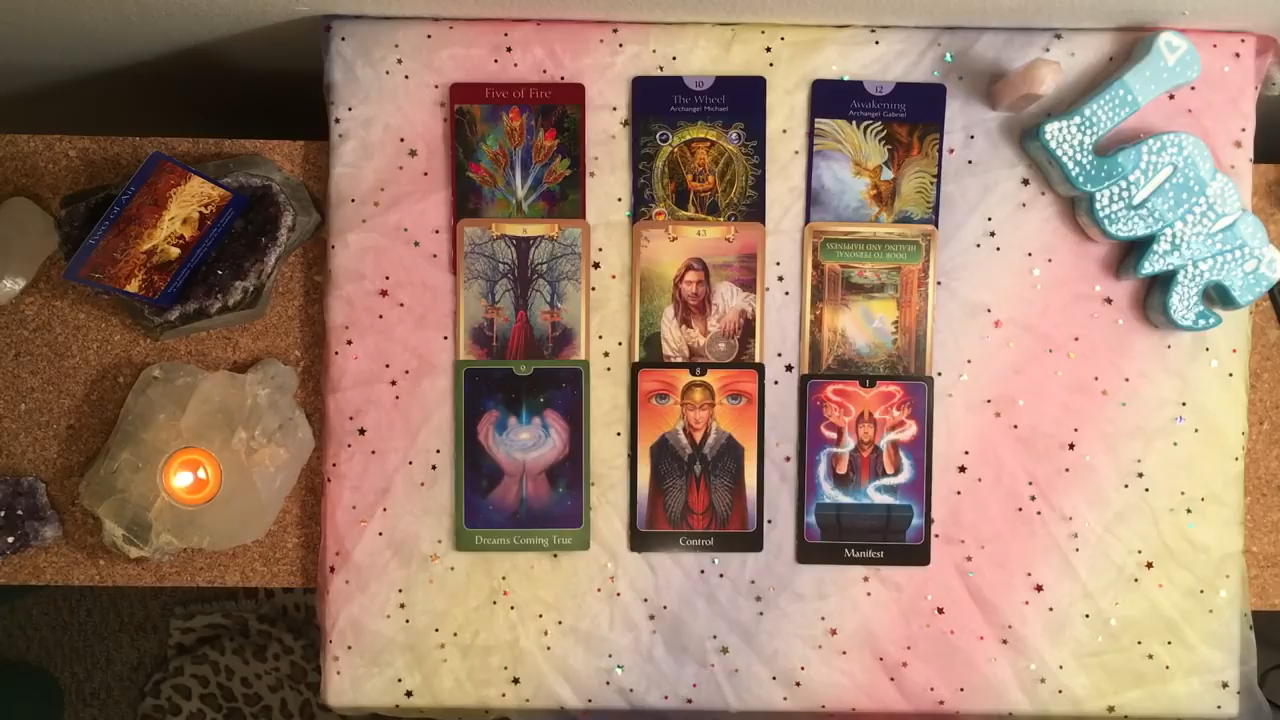 Five of Fire
10
The Wheel
Archangel Michael
12
Awakening
Archangel Gabriel
Two of Air
8
43
DOOR TO PERSONAL
HEALING AND HAPPINESS
9
Dreams Coming True
8
Control
1
Manifest